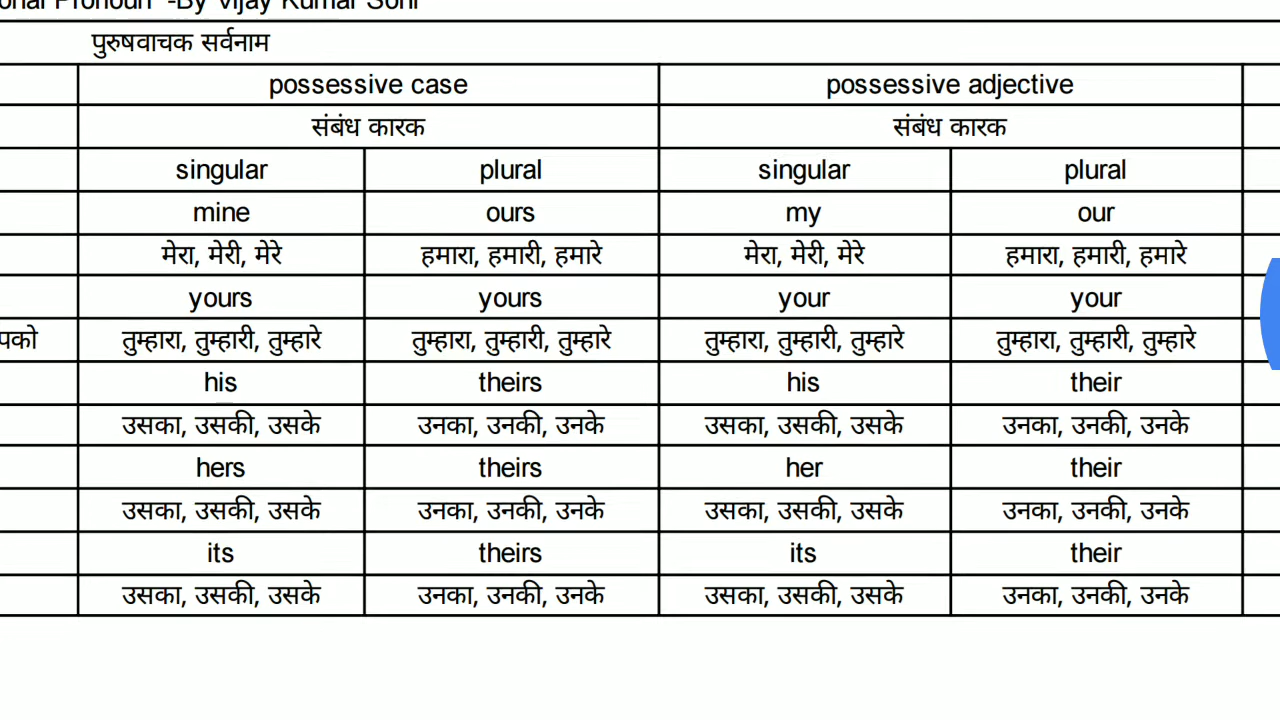 Pronoun -By Vijay Kumar Soni
पुरुषवाचक सर्वनाम
possessive case possessive adjective
संबंध कारक संबंध कारक
singular plural singular plural
mine ours my our
मेरा, मेरी, मेरे हमारा, हमारी, हमारे मेरा, मेरी, मेरे हमारा, हमारी, हमारे
yours yours your your
पको तुम्हारा, तुम्हारी, तुम्हारे तुम्हारा, तुम्हारी, तुम्हारे तुम्हारा, तुम्हारी, तुम्हारे तुम्हारा, तुम्हारी, तुम्हारे
his theirs his their
उसका, उसकी, उसके उनका, उनकी, उनके उसका, उसकी, उसके उनका, उनकी, उनके
hers theirs her their
उसका, उसकी, उसके उनका, उनकी, उनके उसका, उसकी, उसके उनका, उनकी, उनके
its theirs its their
उसका, उसकी, उसके उनका, उनकी, उनके उसका, उसकी, उसके उनका, उनकी, उनके